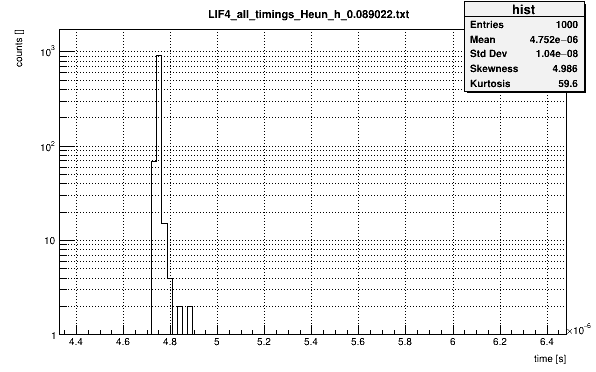 LIF4_all_timings_Heun_h_0.089022.txt
hist
Entries 1000
Mean 4.752e−06
Std Dev 1.04e−08
Skewness 4.986
Kurtosis 59.6
counts []
10³
10²
10
1
4.4 4.6 4.8 5 5.2 5.4 5.6 5.8 6 6.2 6.4
×10⁻⁶
time [s]